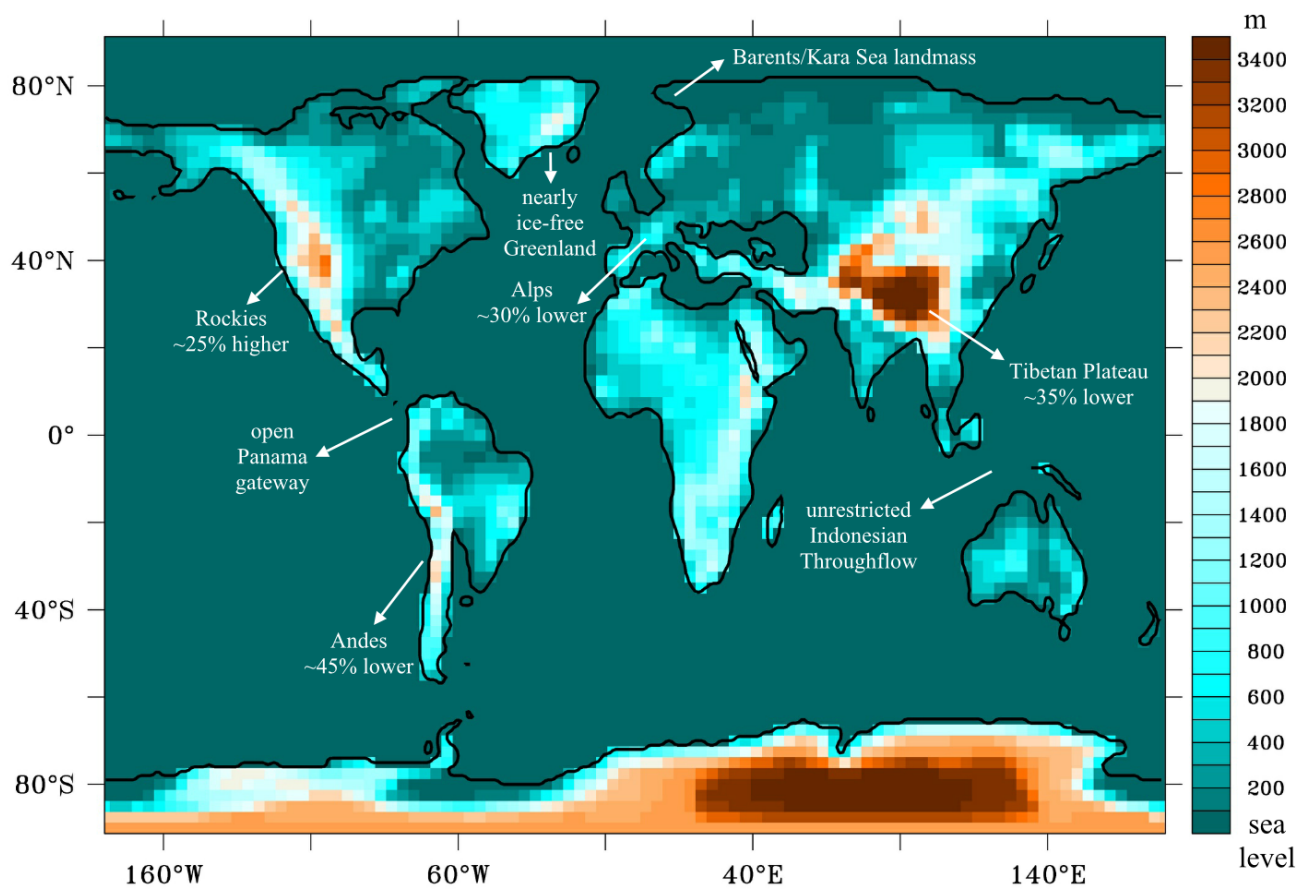 m
Barents/Kara Sea landmass
80°N
nearly
ice-free
Greenland
40°N
Alps
~30% lower
Rockies
~25% higher
Tibetan Plateau
~35% lower
open
Panama
gateway
0°
unrestricted
Indonesian
Throughflow
40°S
Andes
~45% lower
80°S
160°W
60°W
40°E
140°E
3400
3200
3000
2800
2600
2400
2200
2000
1800
1600
1400
1200
1000
800
600
400
200
sea
level